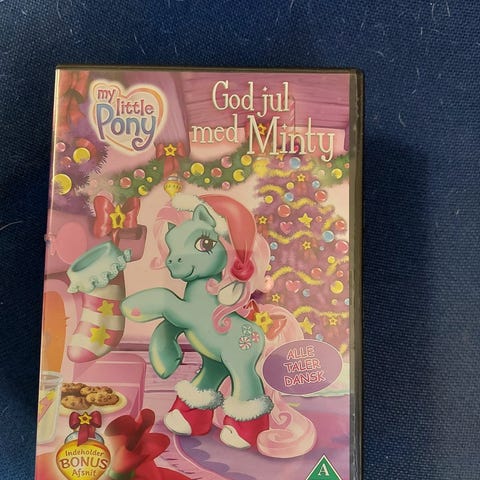 my
little
Pony
God jul
med Minty
ALLE
TALER
DANSK
Indeholder
BONUS
Afsnit
A